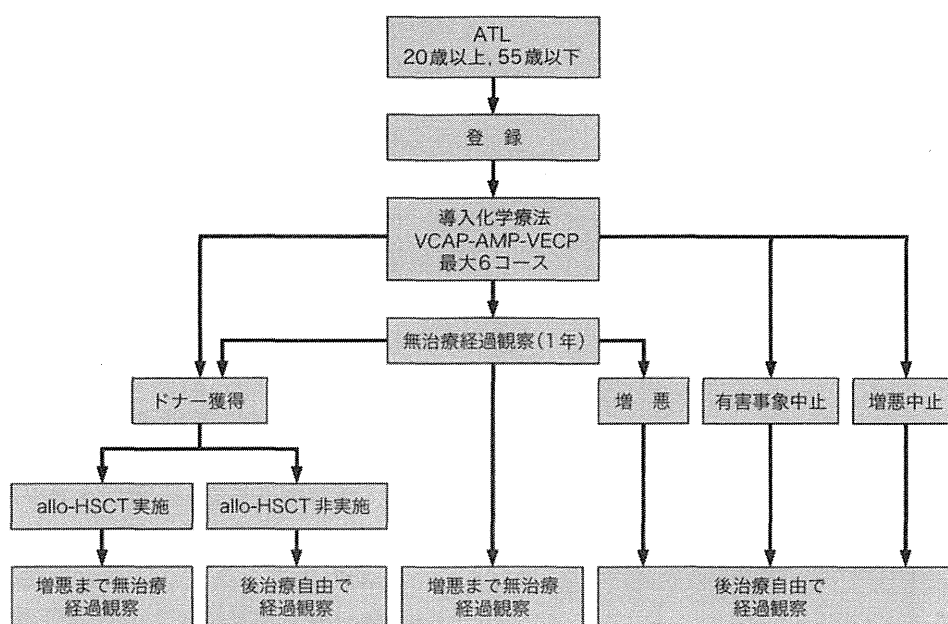 ATL
20歳以上, 55歳以下
登 録
導入化学療法
VCAP-AMP-VECP
最大6コース
無治療経過観察(1年)
ドナー獲得
増 悪
有害事象中止
増悪中止
allo-HSCT 実施
allo-HSCT 非実施
増悪まで無治療
経過観察
後治療自由で
経過観察
増悪まで無治療
経過観察
後治療自由で
経過観察